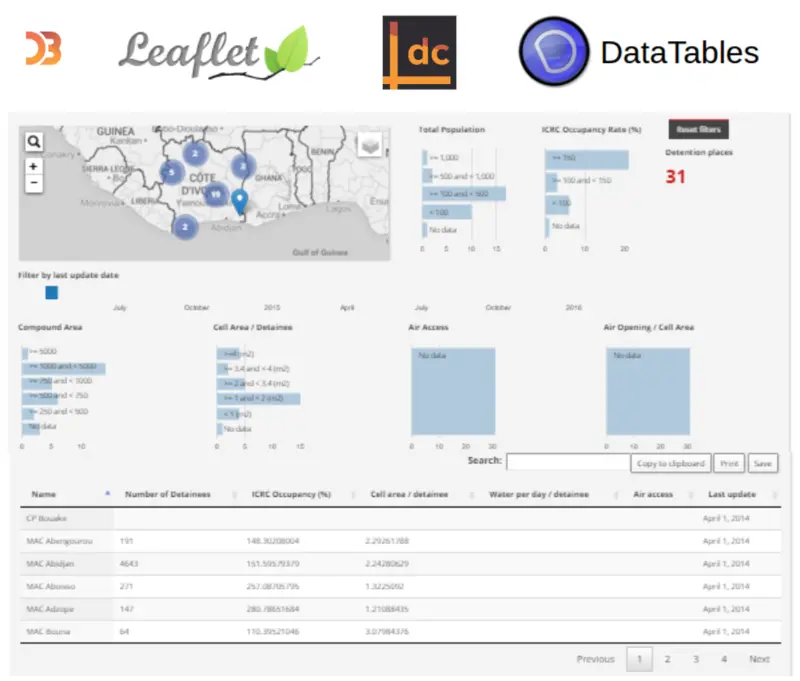 D3 Leaflet dc DataTables
GUINEA
Bobo-Dioulasso
Kankan
Conakry
SIERRA LEONE
BENIN
TOGO
GHANA
CÔTE
D'IVOIRE
Monrovia
LIBERIA
Lomé
Lagos
Accra
Abidjan
Gulf of Guinea
+
−
2
5
3
19
2
Total Population
>= 1,000
>= 500 and < 1,000
>= 100 and < 500
< 100
No data
0 5 10 15
ICRC Occupancy Rate (%)
>= 150
>= 100 and < 150
< 100
No data
0 10 20
Reset filters
Detention places
31
Filter by last update date
July October 2015 April July October 2016
Compound Area
>= 5000
>= 1000 and < 5000
>= 750 and < 1000
>= 500 and < 750
>= 250 and < 500
No data
0 5 10
Cell Area / Detainee
>=4 (m2)
>= 3.4 and < 4 (m2)
>= 2 and < 3.4 (m2)
>= 1 and < 2 (m2)
< 1 (m2)
No data
0 5 10 15
Air Access
No data
0 10 20 30
Air Opening / Cell Area
No data
0 10 20 30
Search: Copy to clipboard Print Save
Name Number of Detainees ICRC Occupancy (%) Cell area / detainee Water per day / detainee Air access Last update
CP Bouake April 1, 2014
MAC Abengourou 191 148.30208004 2.29261788 April 1, 2014
MAC Abidjan 4643 151.59579379 2.24280629 April 1, 2014
MAC Aboisso 271 257.08705795 1.3225092 April 1, 2014
MAC Adzope 147 280.78651684 1.21088435 April 1, 2014
MAC Bouna 64 110.39521046 3.07984376 April 1, 2014
Previous 1 2 3 4 Next